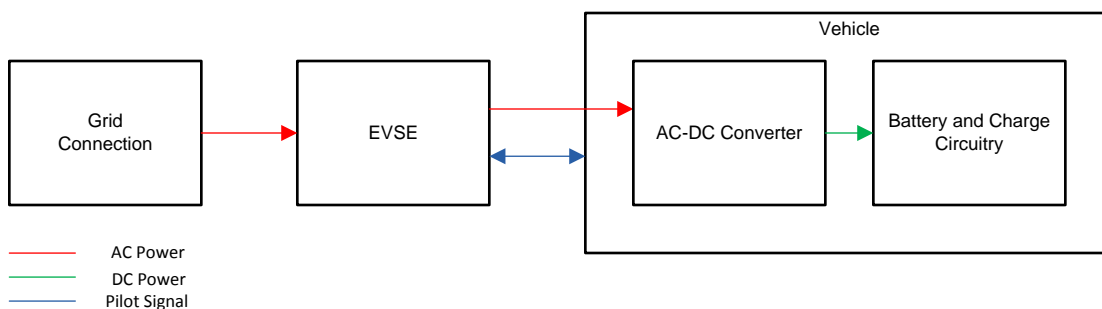 Vehicle
Grid
Connection
EVSE
AC-DC Converter
Battery and Charge
Circuitry
AC Power
DC Power
Pilot Signal